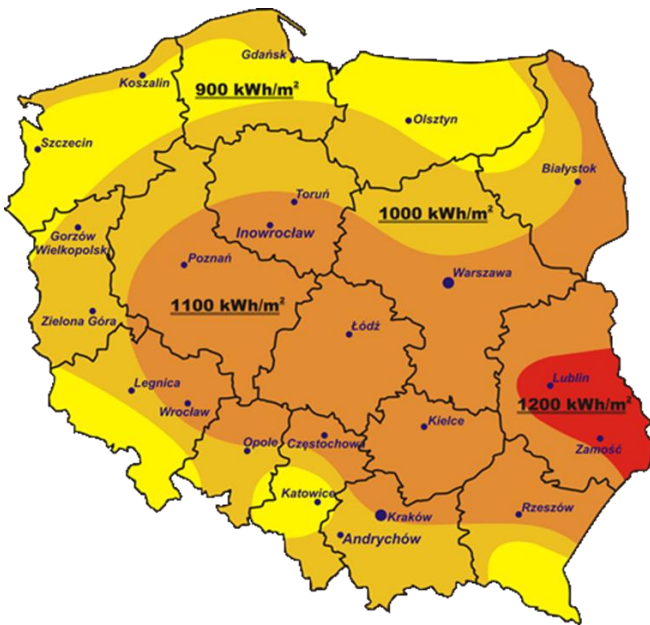 Gdańsk
Koszalin
900 kWh/m²
Olsztyn
Szczecin
Białystok
Toruń
1000 kWh/m²
Gorzów
Wielkopolski
Inowrocław
Poznań
Warszawa
1100 kWh/m²
Zielona Góra
Łódź
Legnica
Lublin
Wrocław
1200 kWh/m²
Kielce
Opole
Częstochowa
Zamość
Katowice
Kraków
Rzeszów
Andrychów